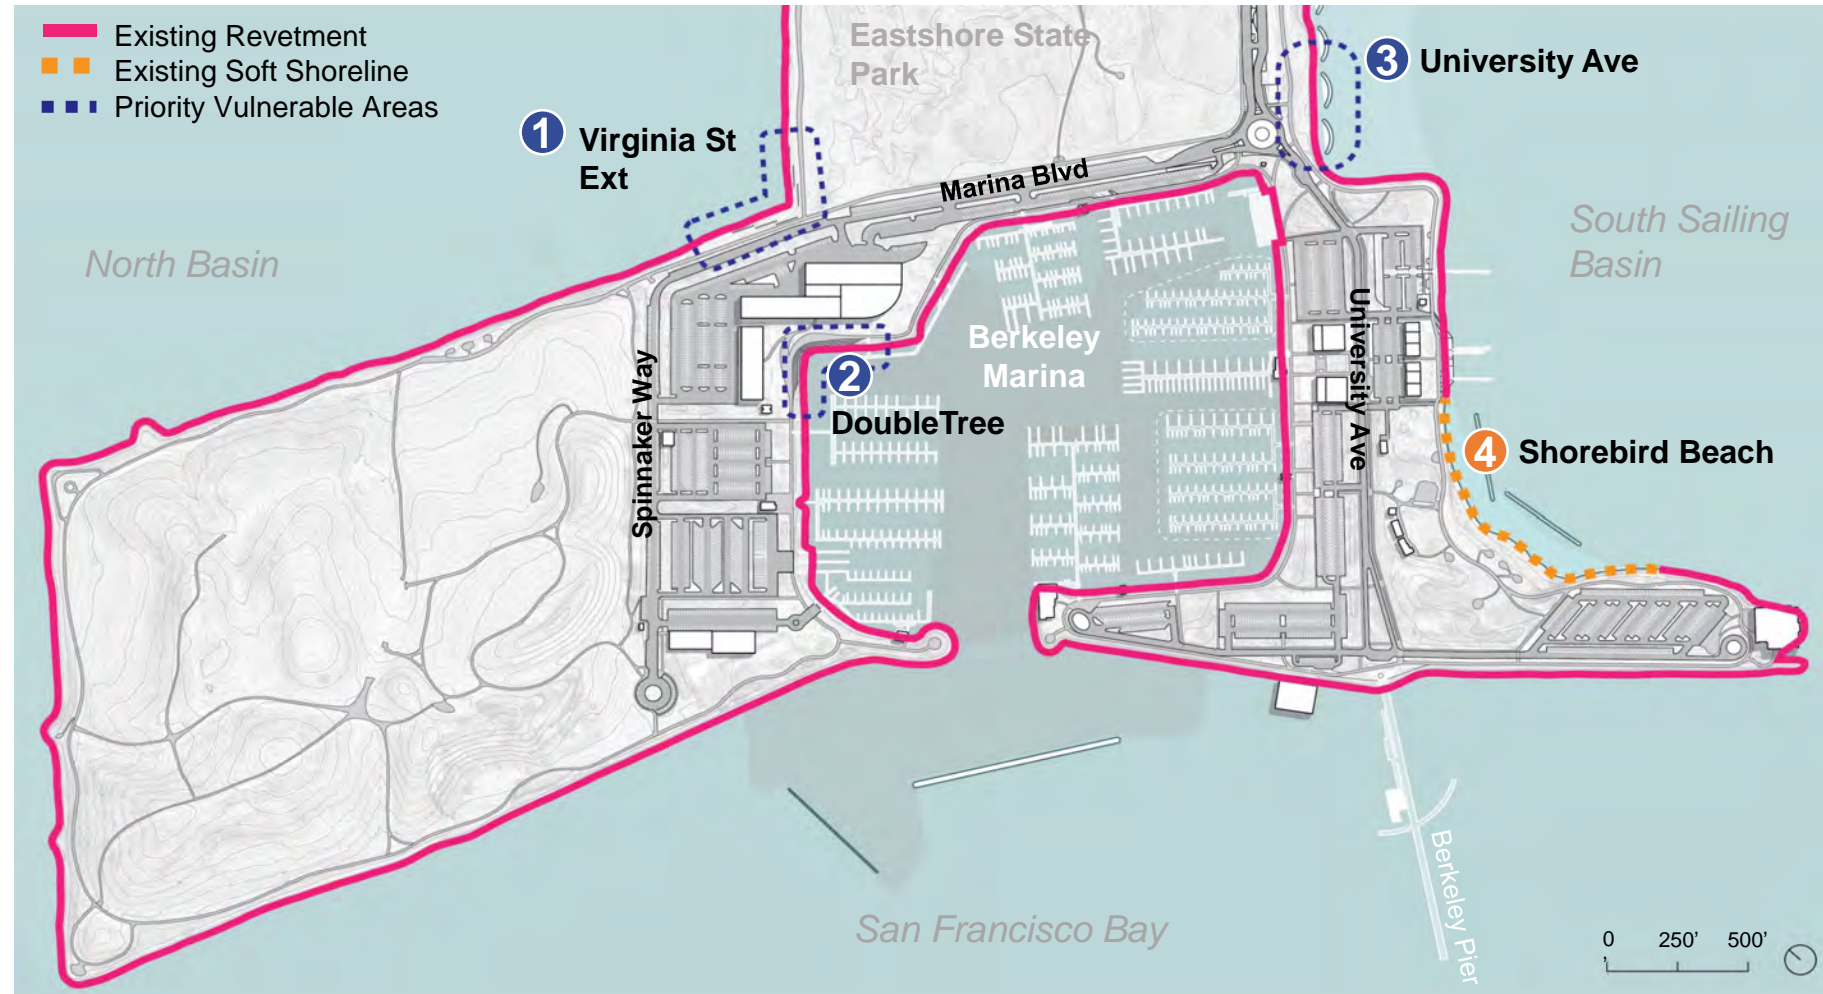 Existing Revetment
Existing Soft Shoreline
Priority Vulnerable Areas
Eastshore State
Park
3 University Ave
1 Virginia St
Ext
Marina Blvd
North Basin
South Sailing
Basin
Berkeley
Marina
2
DoubleTree
Spinnaker Way
University Ave
4 Shorebird Beach
Berkeley Pier
San Francisco Bay
0 250' 500'
'